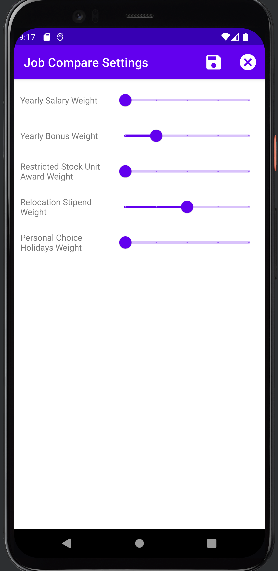 9:17
Job Compare Settings
Yearly Salary Weight
Yearly Bonus Weight
Restricted Stock Unit
Award Weight
Relocation Stipend
Weight
Personal Choice
Holidays Weight